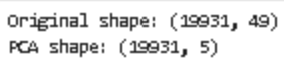 Original shape: (19931, 49)
PCA shape: (19931, 5)